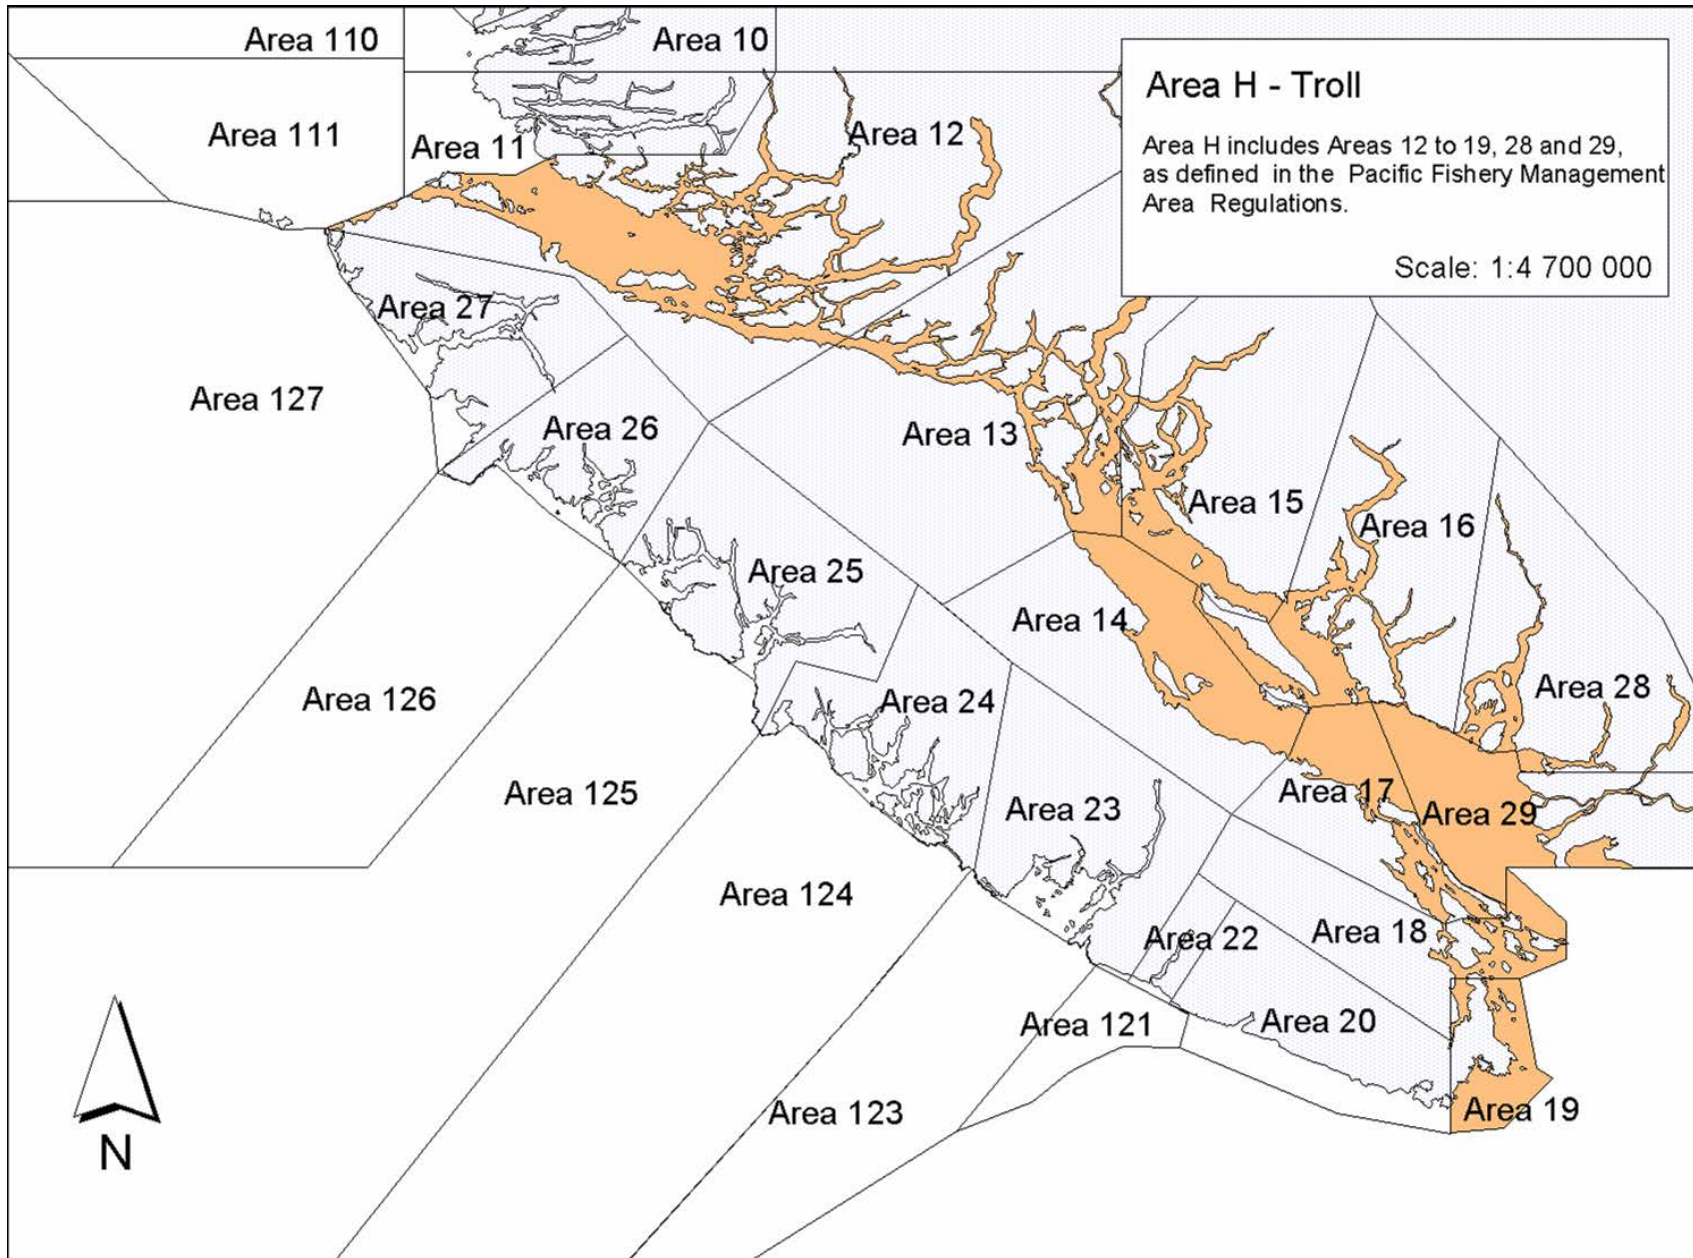 Area 110
Area 10
Area H - Troll
Area 111
Area 11
Area 12
Area H includes Areas 12 to 19, 28 and 29,
as defined in the Pacific Fishery Management
Area Regulations.
Scale: 1:4 700 000
Area 27
Area 127
Area 26
Area 13
Area 15
Area 16
Area 25
Area 14
Area 126
Area 24
Area 28
Area 125
Area 23
Area 17
Area 29
Area 124
Area 22
Area 18
Area 121
Area 20
Area 123
Area 19
N